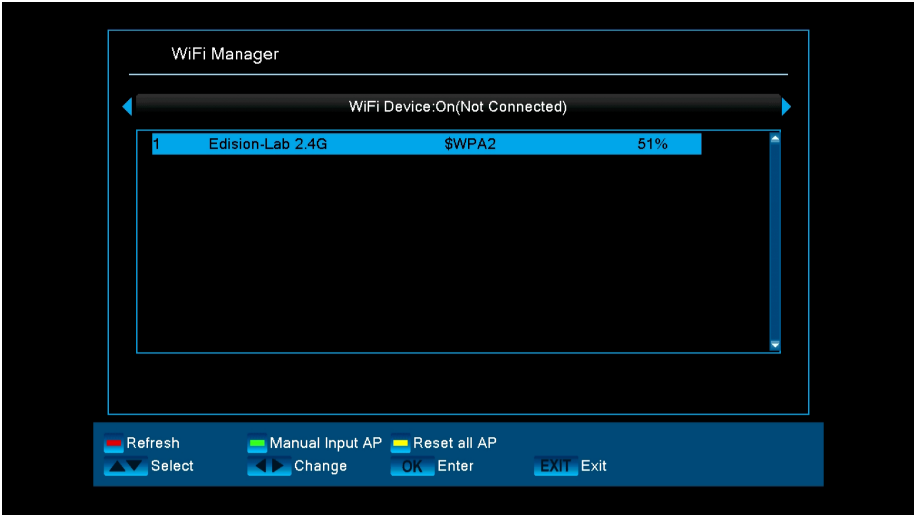 WiFi Manager
WiFi Device:On(Not Connected)
1 Edision-Lab 2.4G $WPA2 51%
Refresh Manual Input AP Reset all AP
Select Change OK Enter EXIT Exit